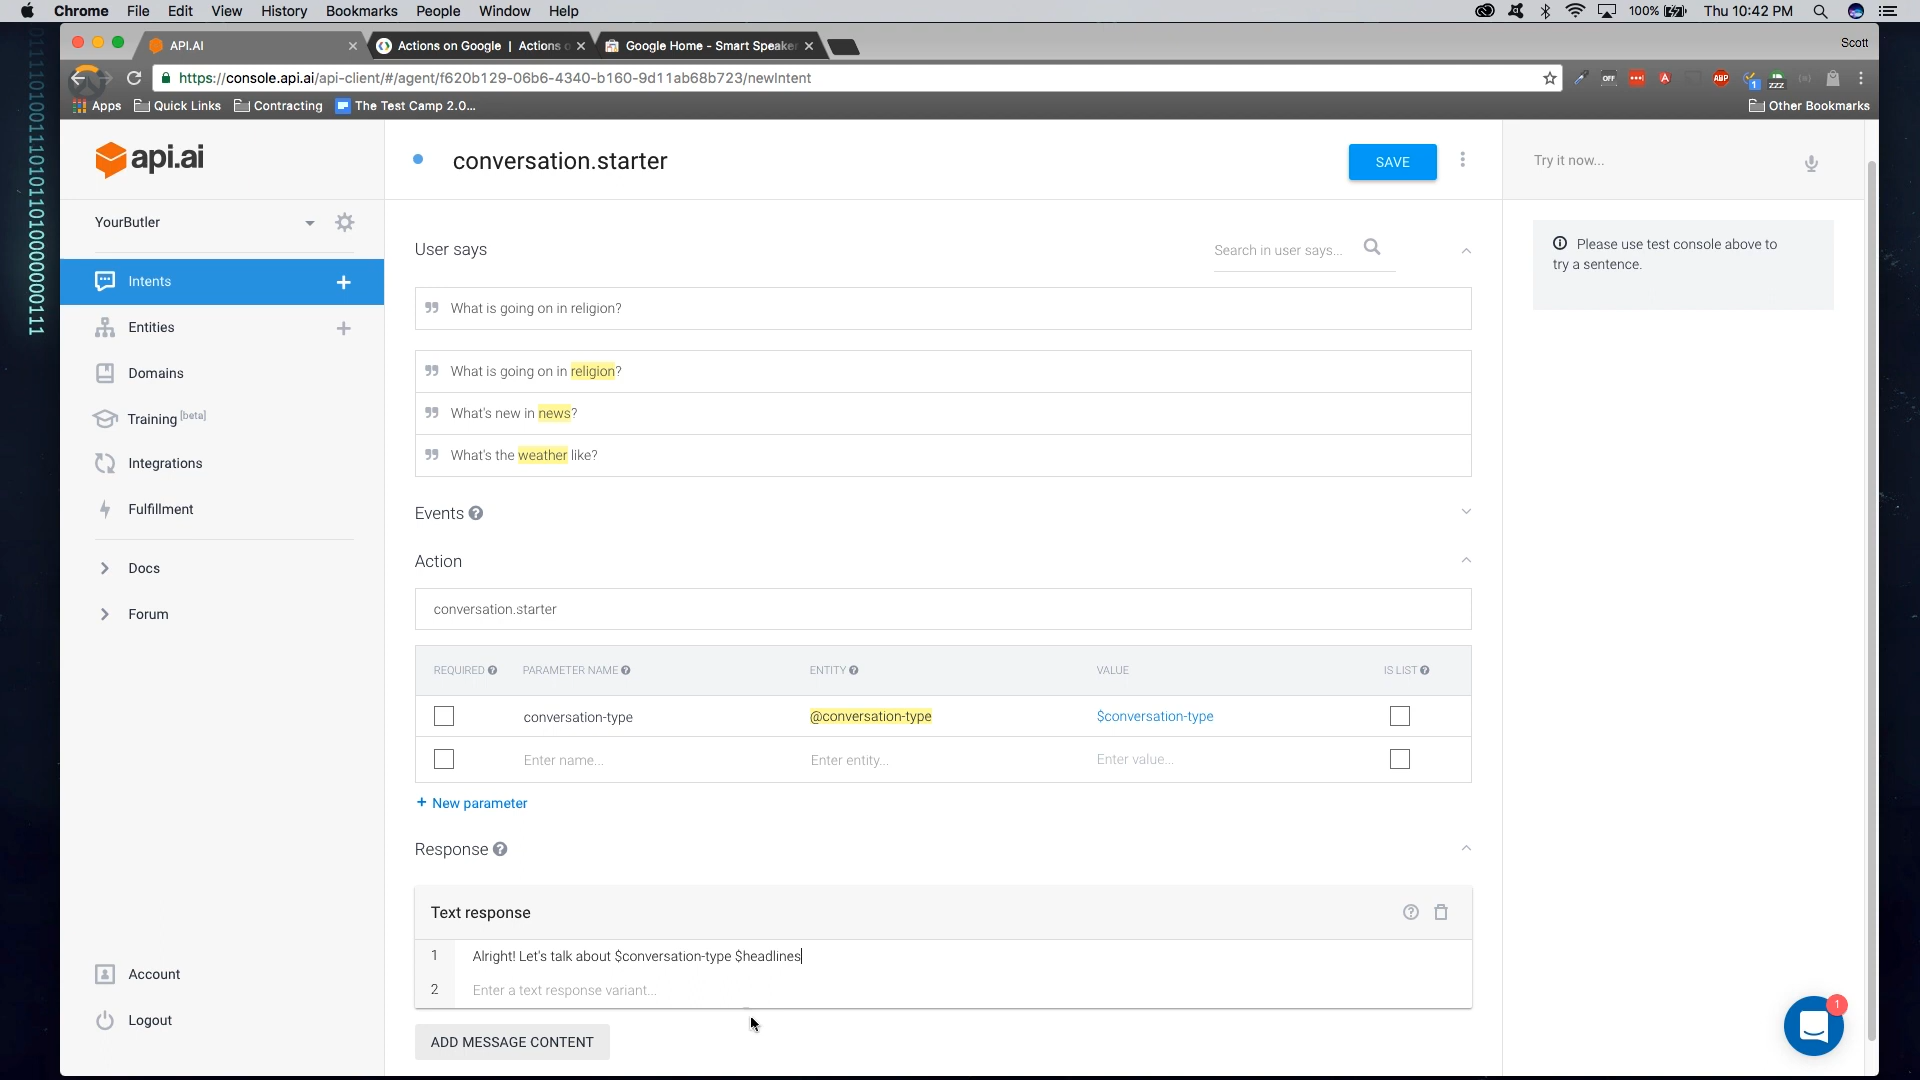 Chrome File Edit View History Bookmarks People Window Help 100% Thu 10:42 PM
API.AI Actions on Google | Actions o Google Home - Smart Speaker Scott
https://console.api.ai/api-client/#/agent/f620b129-06b6-4340-b160-9d11ab68b723/newIntent OFF ABP 1 zzz
Apps Quick Links Contracting The Test Camp 2.0... Other Bookmarks
api.ai
conversation.starter
SAVE
Try it now...
YourButler
Intents
Entities
Domains
Training [beta]
Integrations
Fulfillment
Docs
Forum
Account
Logout
User says
Search in user says...
What is going on in religion?
What is going on in religion?
What's new in news?
What's the weather like?
Events
Action
conversation.starter
REQUIRED PARAMETER NAME ENTITY VALUE IS LIST
conversation-type @conversation-type $conversation-type
Enter name... Enter entity... Enter value...
+ New parameter
Response
Text response
1 Alright! Let's talk about $conversation-type $headlines
2 Enter a text response variant...
ADD MESSAGE CONTENT
Please use test console above to
try a sentence.
1